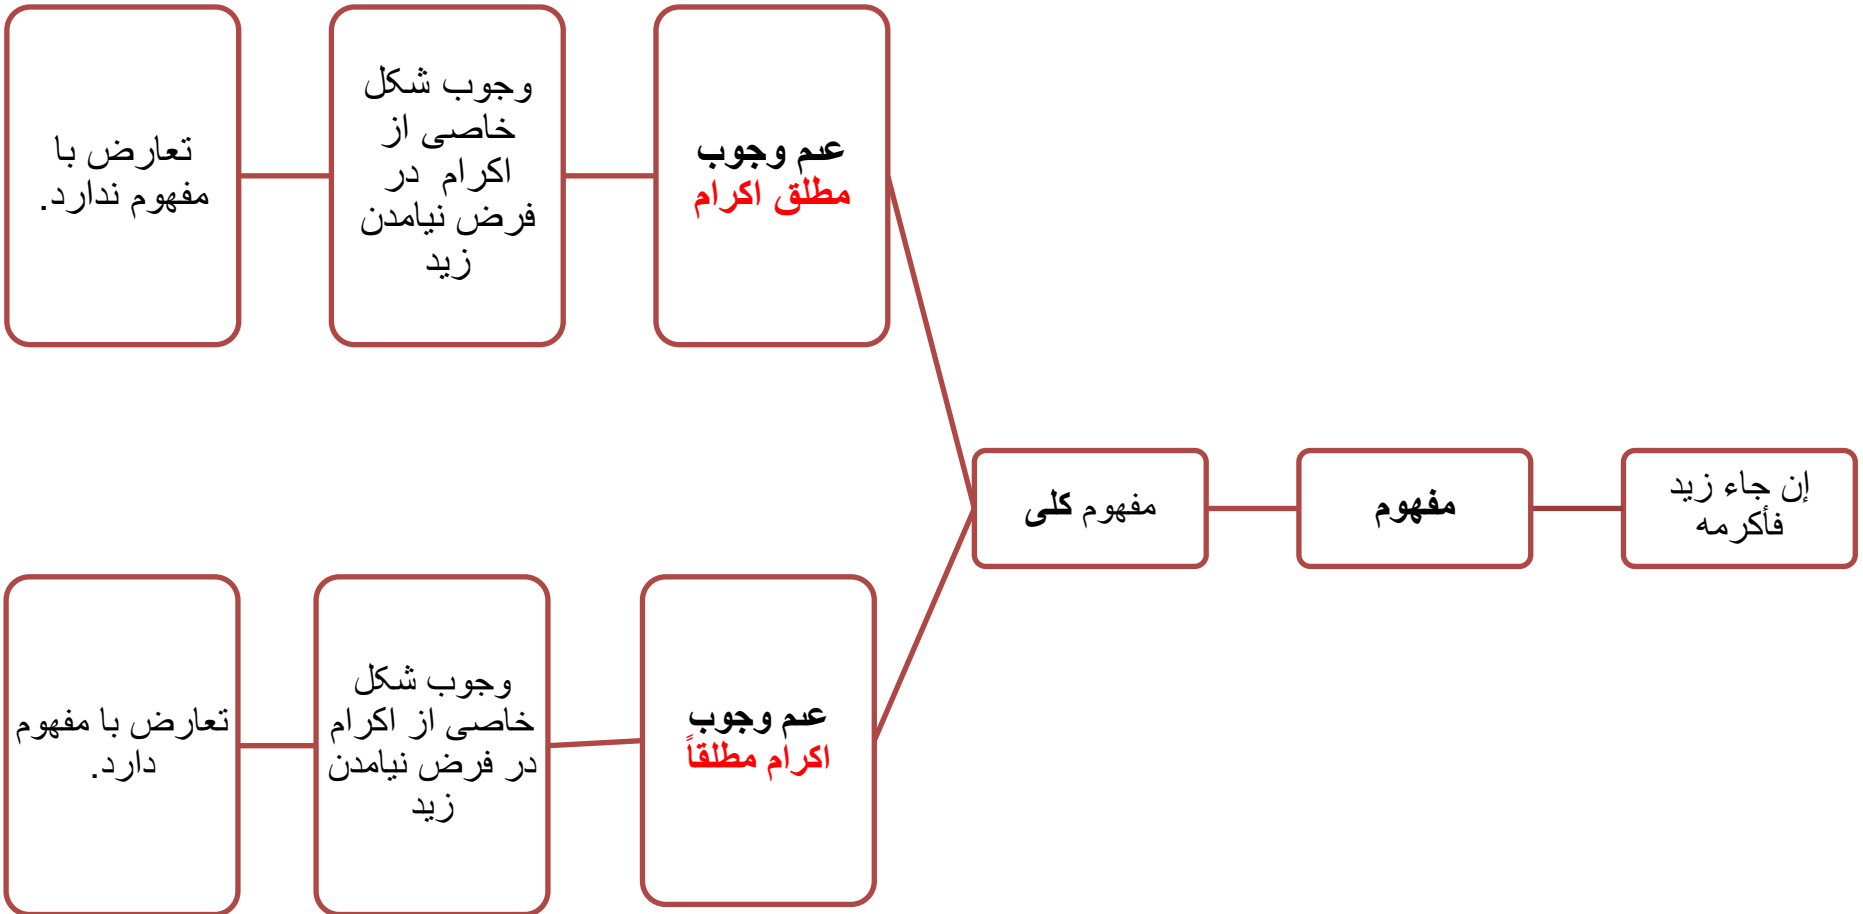 إن جاء زيد
فأكرمه
مفهوم
مفهوم کلی
عدم وجوب
مطلق اکرام
وجوب شکل
خاصی از
اکرام در
فرض نیامدن
زید
تعارض با
مفهوم ندارد.
عدم وجوب
اکرام مطلقاً
وجوب شکل
خاصی از اکرام
در فرض نیامدن
زید
تعارض با مفهوم
دارد.